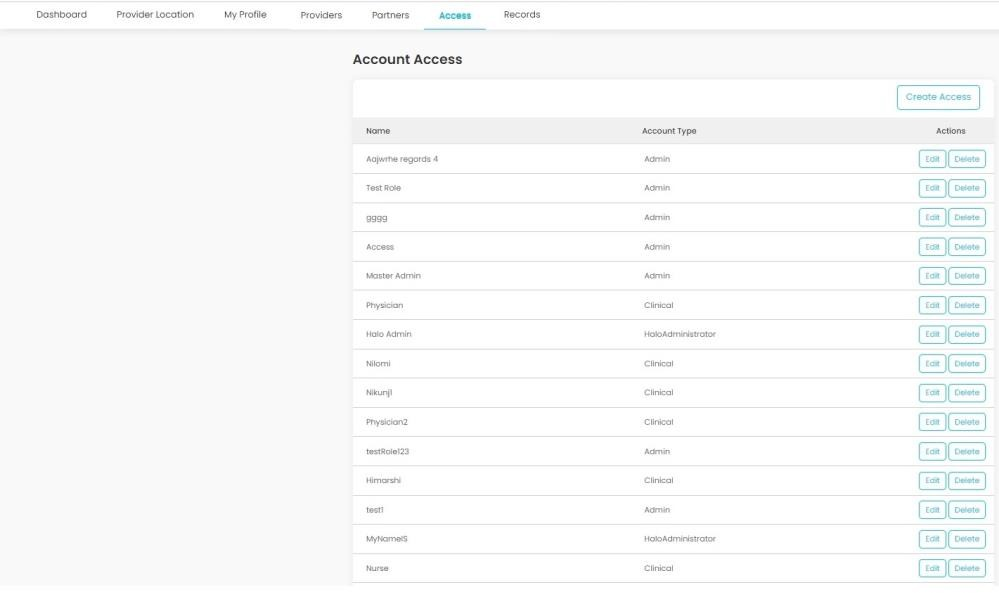 Dashboard Provider Location My Profile Providers Partners Access Records
Account Access
Create Access
Name Account Type Actions
Aajwrhe regards 4 Admin Edit Delete
Test Role Admin Edit Delete
gggg Admin Edit Delete
Access Admin Edit Delete
Master Admin Admin Edit Delete
Physician Clinical Edit Delete
Halo Admin HaloAdministrator Edit Delete
Nilomi Clinical Edit Delete
Nikunj1 Clinical Edit Delete
Physician2 Clinical Edit Delete
testRole123 Admin Edit Delete
Himarshi Clinical Edit Delete
test1 Admin Edit Delete
MyNameIS HaloAdministrator Edit Delete
Nurse Clinical Edit Delete